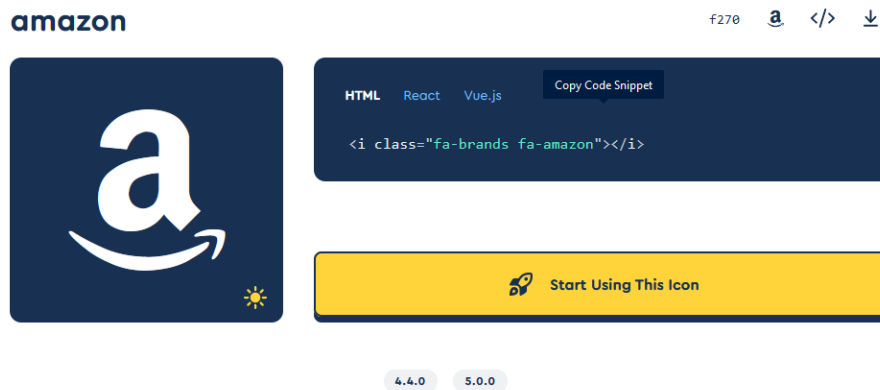 amazon
f270
HTML React Vue.js
Copy Code Snippet
<i class="fa-brands fa-amazon"></i>
Start Using This Icon
4.4.0 5.0.0